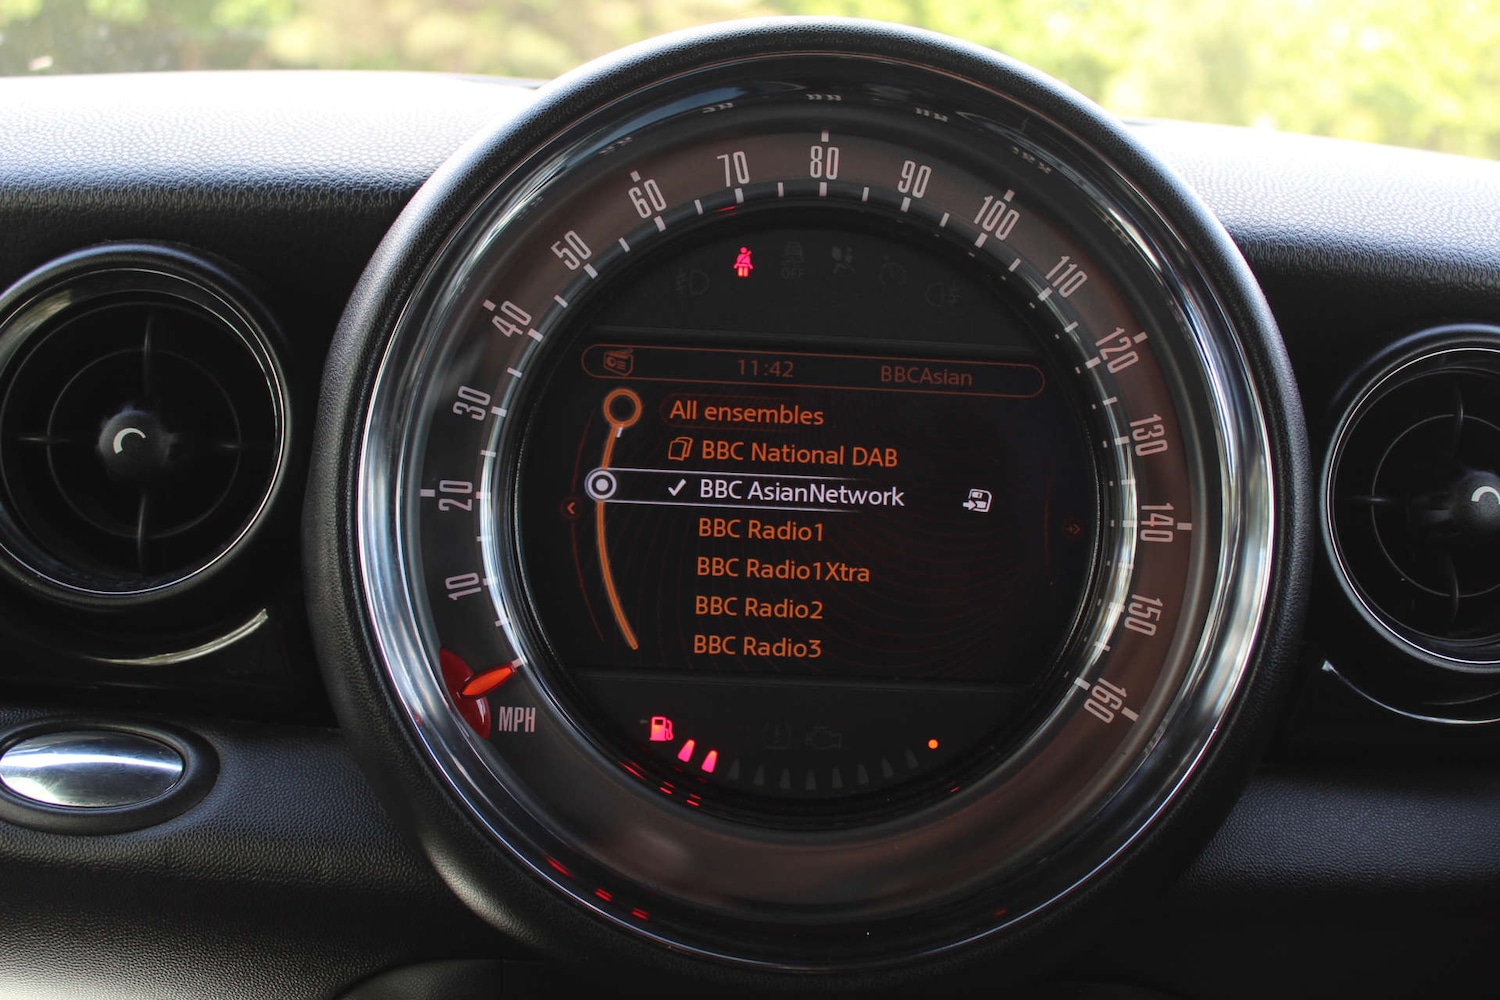 10
20
30
40
50
60
70
80
90
100
110
120
130
140
150
160
MPH
OFF
11:42 BBCAsian
All ensembles
BBC National DAB
BBC AsianNetwork
BBC Radio1
BBC Radio1Xtra
BBC Radio2
BBC Radio3